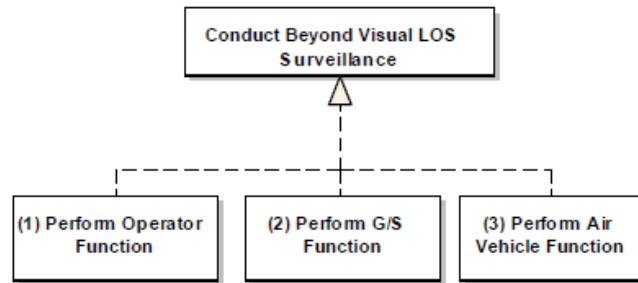 Conduct Beyond Visual LOS
Surveillance
(1) Perform Operator
Function
(2) Perform G/S
Function
(3) Perform Air
Vehicle Function